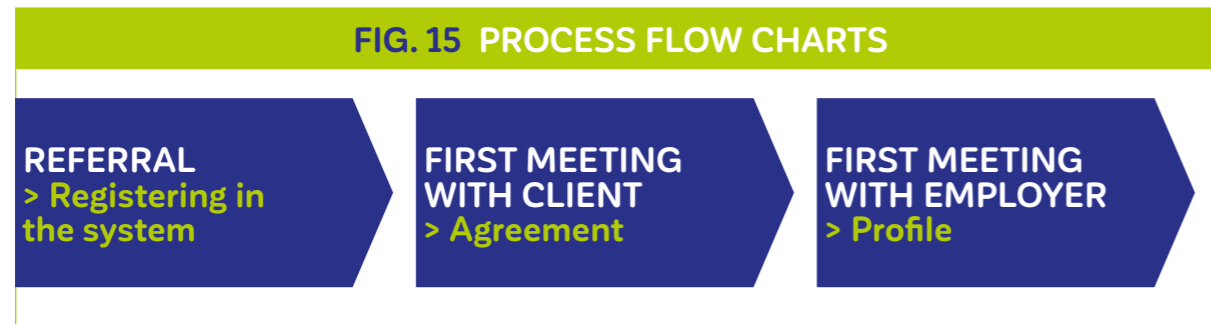 FIG. 15 PROCESS FLOW CHARTS
REFERRAL
> Registering in
the system
FIRST MEETING
WITH CLIENT
> Agreement
FIRST MEETING
WITH EMPLOYER
> Profile